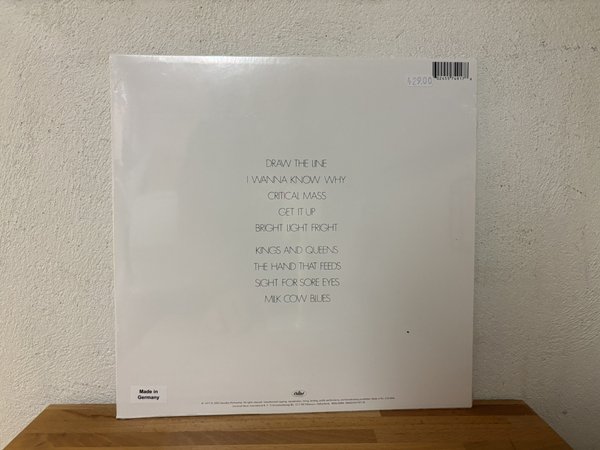 $29.00
DRAW THE LINE
I WANNA KNOW WHY
CRITICAL MASS
GET IT UP
BRIGHT LIGHT FRIGHT
KINGS AND QUEENS
THE HAND THAT FEEDS
SIGHT FOR SORE EYES
MILK COW BLUES
Made in
Germany
Capitol